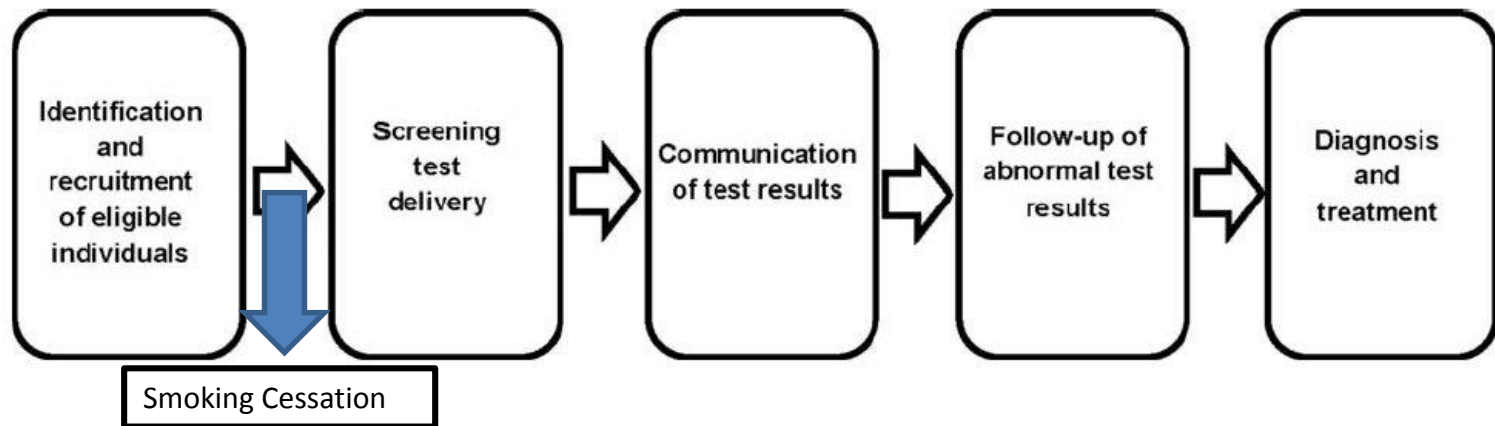 Identification
and
recruitment
of eligible
individuals
Screening
test
delivery
Communication
of test results
Follow-up of
abnormal test
results
Diagnosis
and
treatment
Smoking Cessation